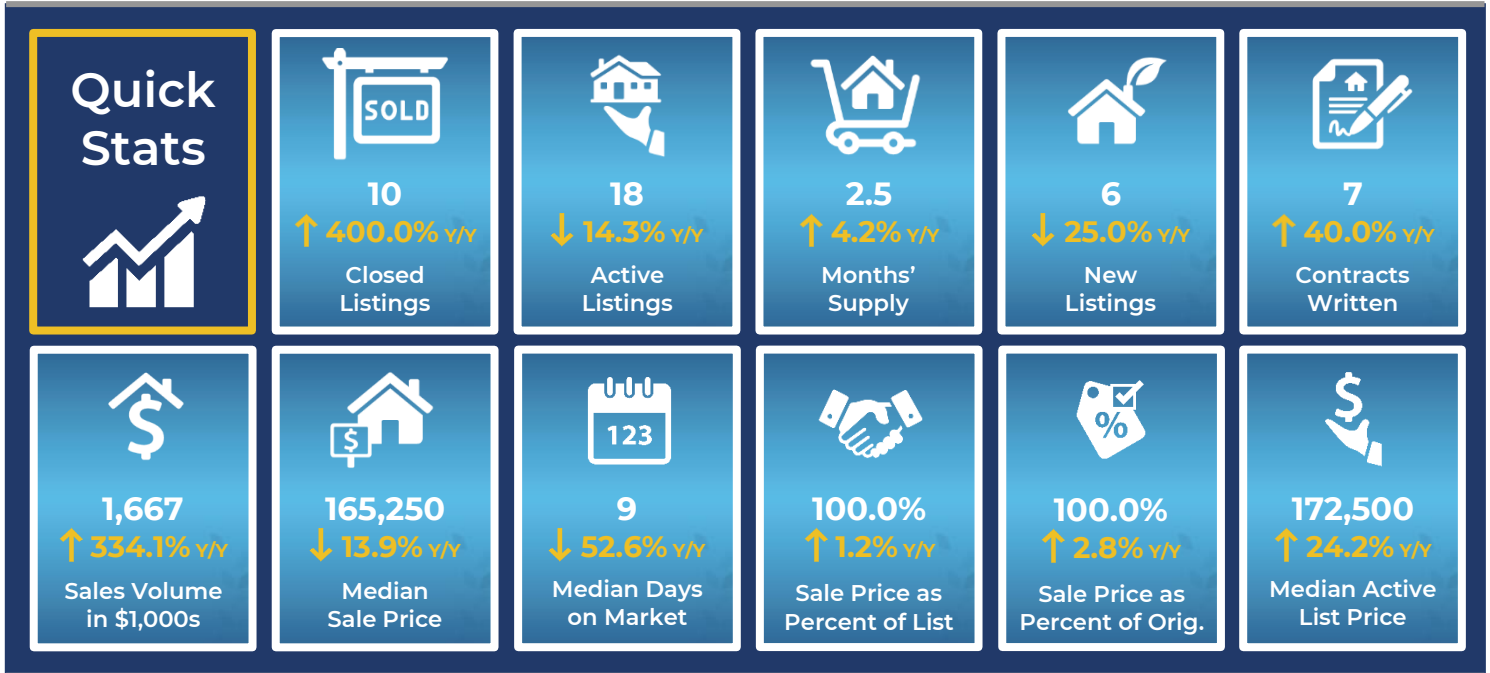 Quick
Stats
SOLD
10
↑ 400.0% Y/Y
Closed
Listings
18
↓ 14.3% Y/Y
Active
Listings
2.5
↑ 4.2% Y/Y
Months’
Supply
6
↓ 25.0% Y/Y
New
Listings
7
↑ 40.0% Y/Y
Contracts
Written
$
1,667
↑ 334.1% Y/Y
Sales Volume
in $1,000s
$
165,250
↓ 13.9% Y/Y
Median
Sale Price
123
9
↓ 52.6% Y/Y
Median Days
on Market
100.0%
↑ 1.2% Y/Y
Sale Price as
Percent of List
%
100.0%
↑ 2.8% Y/Y
Sale Price as
Percent of Orig.
$
172,500
↑ 24.2% Y/Y
Median Active
List Price